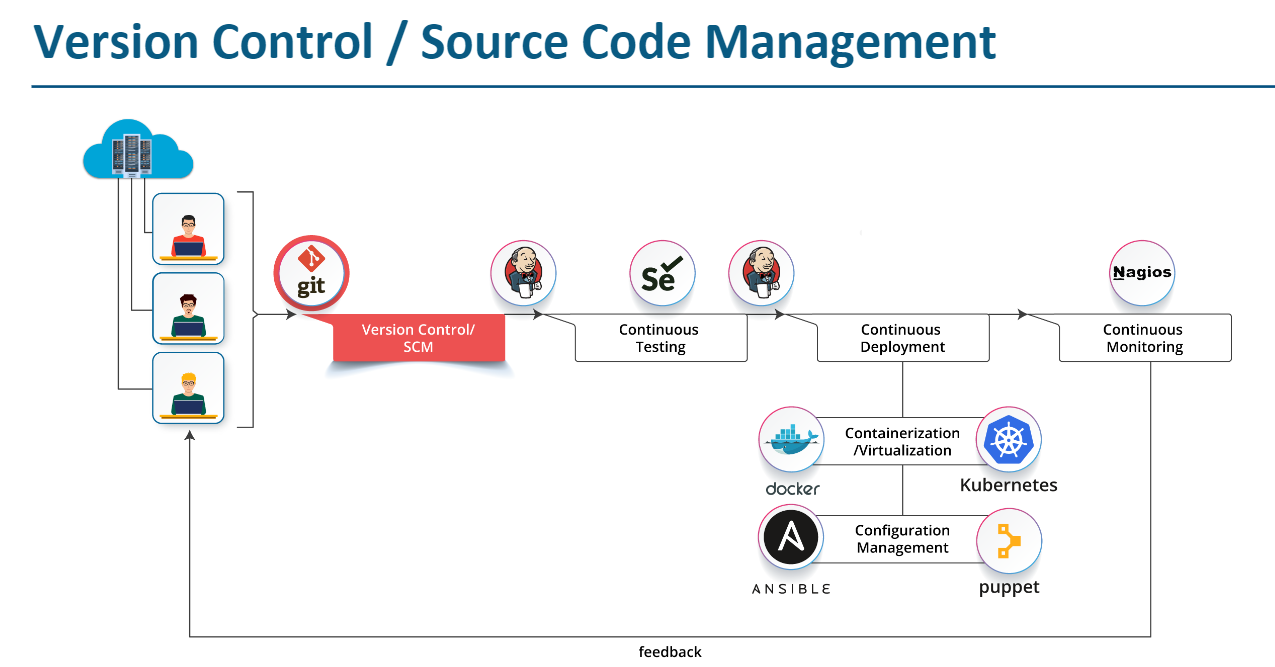 Version Control / Source Code Management
git
Version Control/
SCM
Se
Continuous
Testing
Continuous
Deployment
Nagios
Continuous
Monitoring
Containerization
/Virtualization
docker
Kubernetes
Configuration
Management
ANSIBLE
puppet
feedback